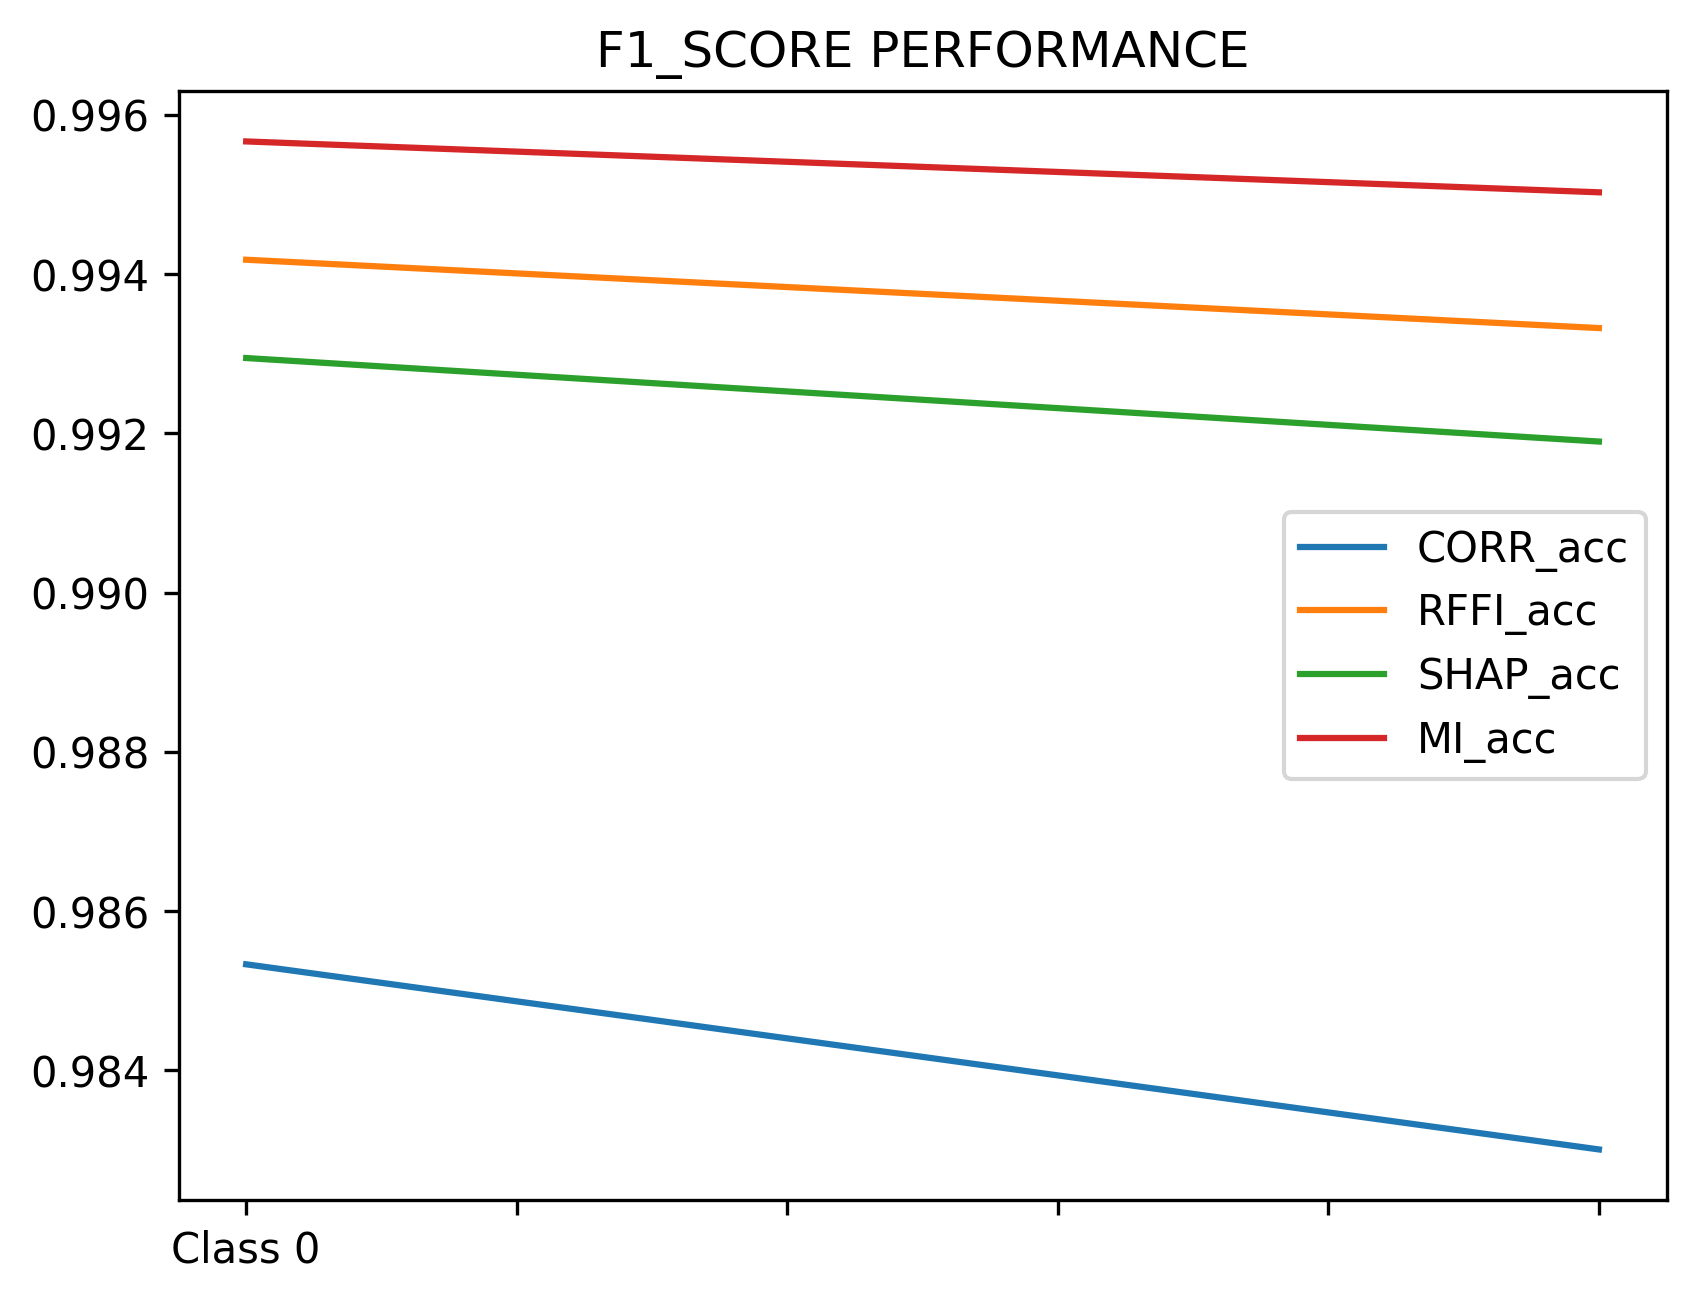 F1_SCORE PERFORMANCE
0.996
0.994
0.992
0.990
0.988
0.986
0.984
CORR_acc
RFFI_acc
SHAP_acc
MI_acc
Class 0